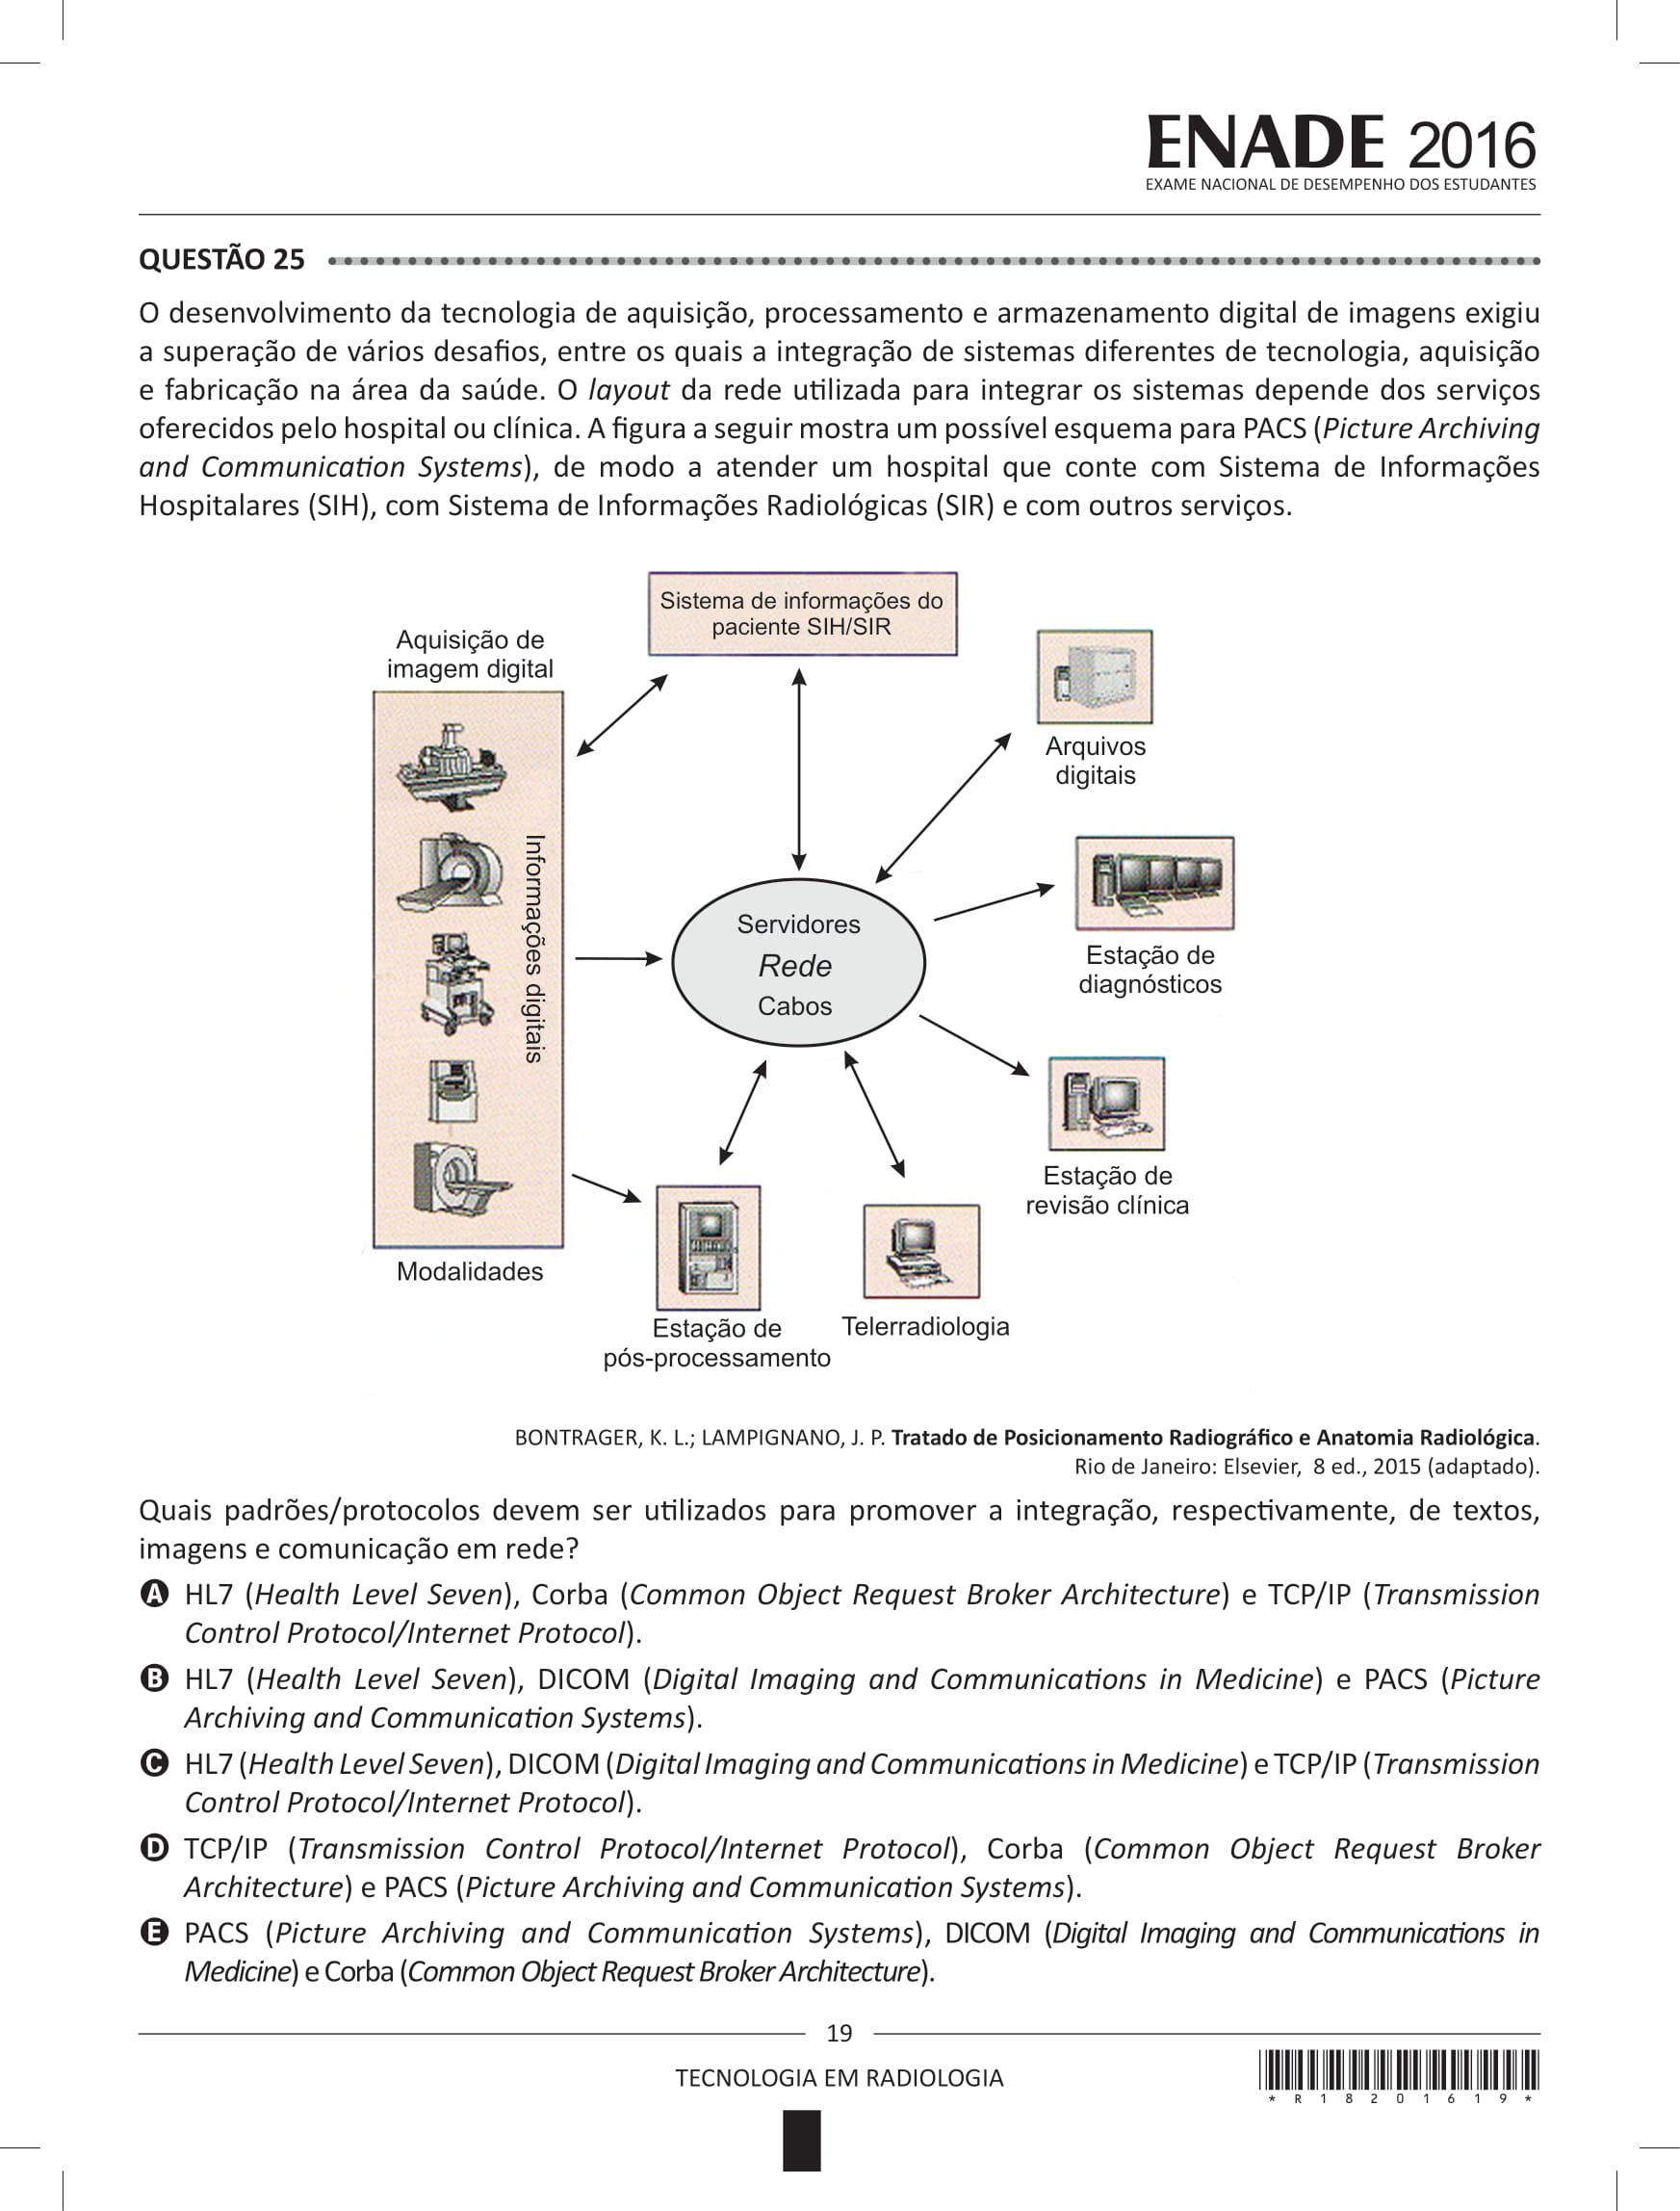 ENADE 2016
EXAME NACIONAL DE DESEMPENHO DOS ESTUDANTES
QUESTÃO 25
O desenvolvimento da tecnologia de aquisição, processamento e armazenamento digital de imagens exigiu
a superação de vários desafios, entre os quais a integração de sistemas diferentes de tecnologia, aquisição
e fabricação na área da saúde. O layout da rede utilizada para integrar os sistemas depende dos serviços
oferecidos pelo hospital ou clínica. A figura a seguir mostra um possível esquema para PACS (Picture Archiving
and Communication Systems), de modo a atender um hospital que conte com Sistema de Informações
Hospitalares (SIH), com Sistema de Informações Radiológicas (SIR) e com outros serviços.
Sistema de informações do
paciente SIH/SIR
Aquisição de
imagem digital
Informações digitais
Modalidades
Arquivos
digitais
Servidores
Rede
Cabos
Estação de
diagnósticos
Estação de
revisão clínica
Estação de
pós-processamento
Telerradiologia
BONTRAGER, K. L.; LAMPIGNANO, J. P. Tratado de Posicionamento Radiográfico e Anatomia Radiológica.
Rio de Janeiro: Elsevier, 8 ed., 2015 (adaptado).
Quais padrões/protocolos devem ser utilizados para promover a integração, respectivamente, de textos,
imagens e comunicação em rede?
A HL7 (Health Level Seven), Corba (Common Object Request Broker Architecture) e TCP/IP (Transmission
Control Protocol/Internet Protocol).
B HL7 (Health Level Seven), DICOM (Digital Imaging and Communications in Medicine) e PACS (Picture
Archiving and Communication Systems).
C HL7 (Health Level Seven), DICOM (Digital Imaging and Communications in Medicine) e TCP/IP (Transmission
Control Protocol/Internet Protocol).
D TCP/IP (Transmission Control Protocol/Internet Protocol), Corba (Common Object Request Broker
Architecture) e PACS (Picture Archiving and Communication Systems).
E PACS (Picture Archiving and Communication Systems), DICOM (Digital Imaging and Communications in
Medicine) e Corba (Common Object Request Broker Architecture).
19
TECNOLOGIA EM RADIOLOGIA
* R 1 8 2 0 1 6 1 9 *